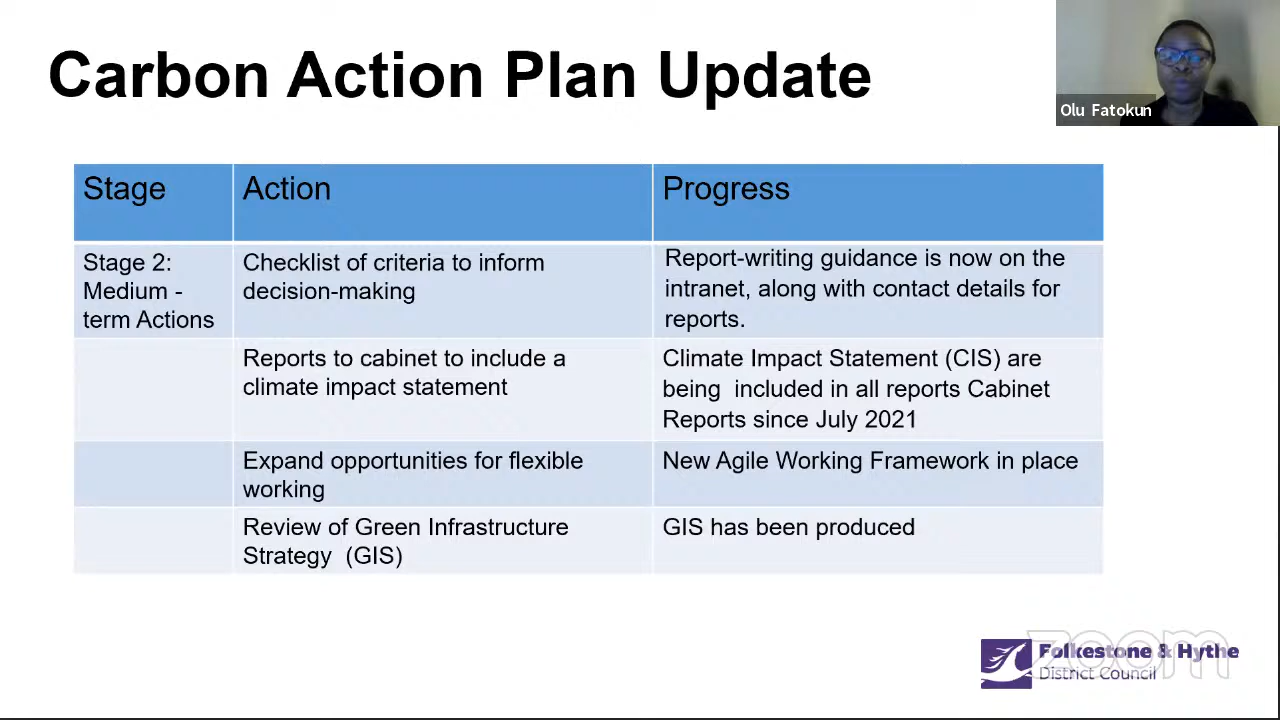 Carbon Action Plan Update
Olu Fatokun
Stage
Action
Progress
Stage 2:
Medium -
term Actions
Checklist of criteria to inform
decision-making
Report-writing guidance is now on the
intranet, along with contact details for
reports.
Reports to cabinet to include a
climate impact statement
Climate Impact Statement (CIS) are
being included in all reports Cabinet
Reports since July 2021
Expand opportunities for flexible
working
New Agile Working Framework in place
Review of Green Infrastructure
Strategy (GIS)
GIS has been produced
zoom
Folkestone & Hythe
District Council